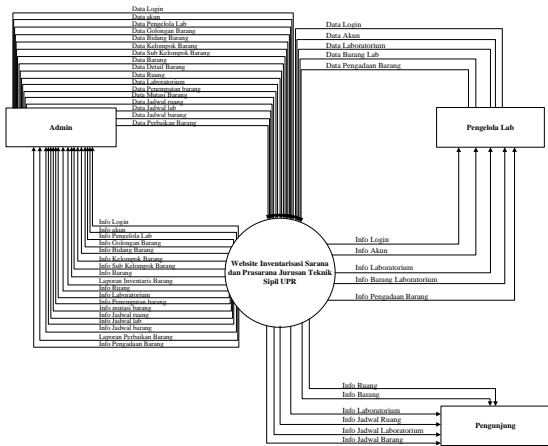 Data Login
Data akun
Data Pengelola Lab
Data Golongan Barang
Data Bidang Barang
Data Kelompok Barang
Data Sub Kelompok Barang
Data Barang
Data Detail Barang
Data Ruang
Data Laboratorium
Data Penempatan barang
Data Mutasi Barang
Data Jadwal ruang
Data Jadwal lab
Data Jadwal barang
Data Perbaikan Barang
Admin
Data Login
Data Akun
Data Laboratorium
Data Barang Lab
Data Pengadaan Barang
Pengelola Lab
Info Login
Info akun
Info Pengelola Lab
Info Golongan Barang
Info Bidang Barang
Info Kelompok Barang
Info Sub Kelompok Barang
Info Barang
Laporan Inventaris Barang
Info Ruang
Info Laboratorium
Info Penempatan barang
Info mutasi barang
Info Jadwal ruang
Info Jadwal lab
Info Jadwal barang
Laporan Perbaikan Barang
Info Pengadaan Barang
Website Inventarisasi Sarana
dan Prasarana Jurusan Teknik
Sipil UPR
Info Login
Info Akun
Info Laboratorium
Info Barang Laboratorium
Info Pengadaan Barang
Info Ruang
Info Barang
Info Laboratorium
Info Jadwal Ruang
Info Jadwal Laboratorium
Info Jadwal Barang
Pengunjung